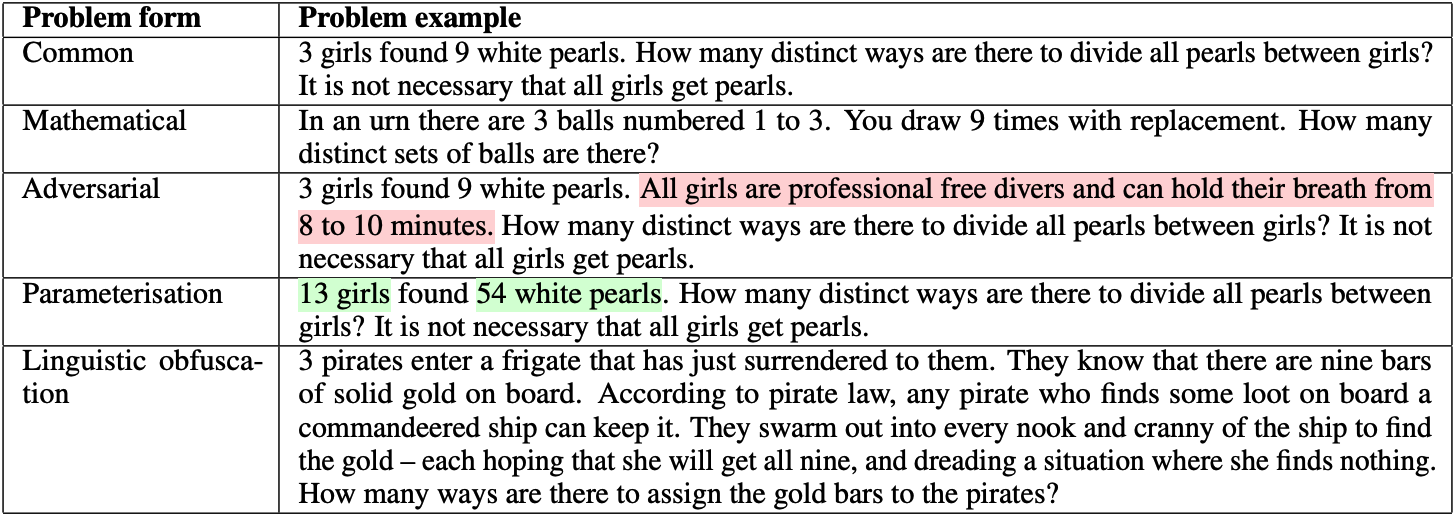 Problem form Problem example
Common 3 girls found 9 white pearls. How many distinct ways are there to divide all pearls between girls?
It is not necessary that all girls get pearls.
Mathematical In an urn there are 3 balls numbered 1 to 3. You draw 9 times with replacement. How many
distinct sets of balls are there?
Adversarial 3 girls found 9 white pearls. All girls are professional free divers and can hold their breath from
8 to 10 minutes. How many distinct ways are there to divide all pearls between girls? It is not
necessary that all girls get pearls.
Parameterisation 13 girls found 54 white pearls. How many distinct ways are there to divide all pearls between
girls? It is not necessary that all girls get pearls.
Linguistic obfusca- 3 pirates enter a frigate that has just surrendered to them. They know that there are nine bars
tion of solid gold on board. According to pirate law, any pirate who finds some loot on board a
commandeered ship can keep it. They swarm out into every nook and cranny of the ship to find
the gold – each hoping that she will get all nine, and dreading a situation where she finds nothing.
How many ways are there to assign the gold bars to the pirates?